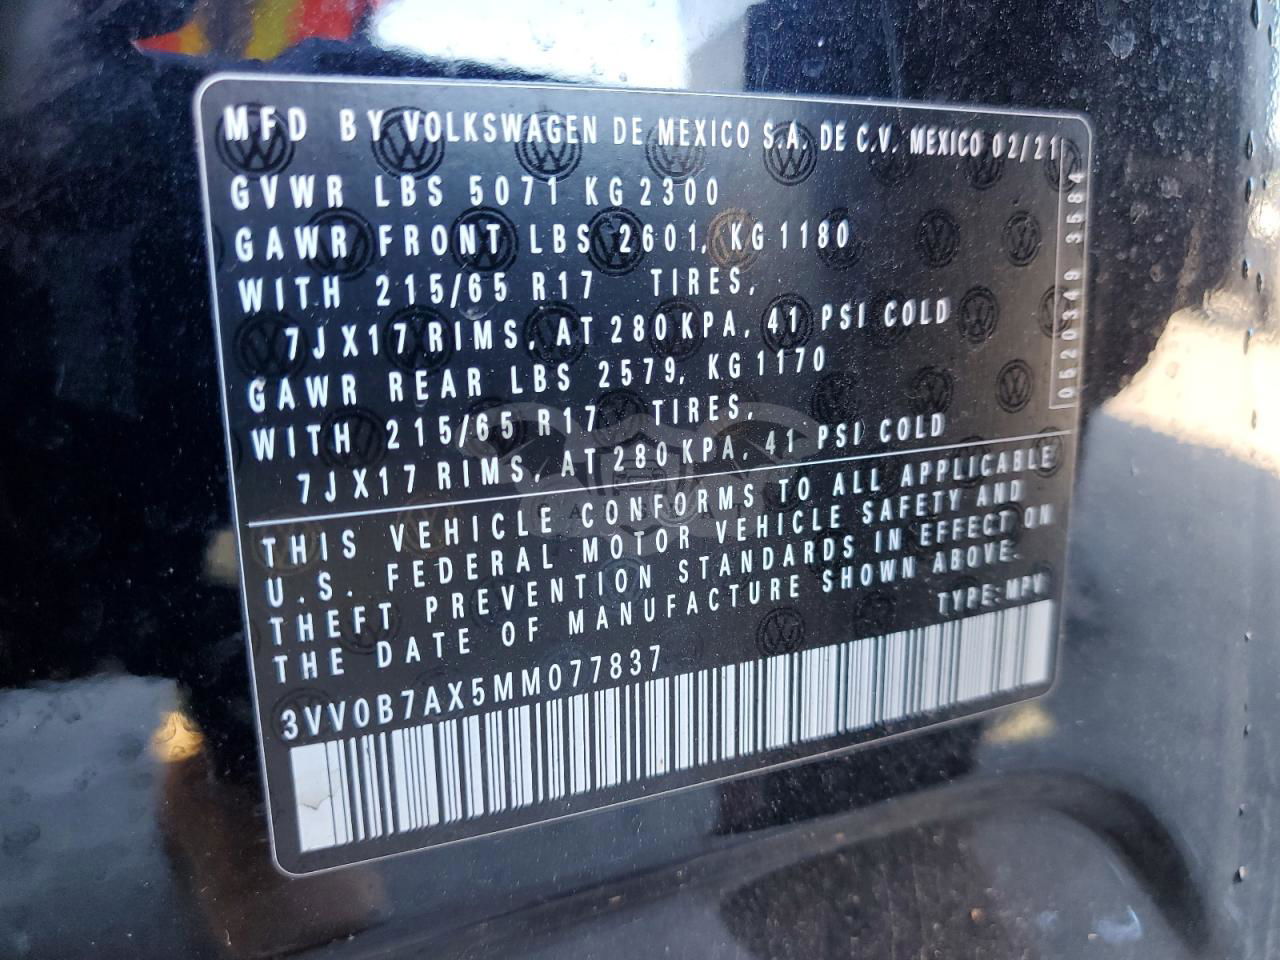 MFD BY VOLKSWAGEN DE MEXICO S.A. DE C.V. MEXICO 02/21
GVWR LBS 5071 KG 2300
GAWR FRONT LBS 2601, KG 1180
WITH 215/65 R17 TIRES,
7JX17 RIMS, AT 280 KPA, 41 PSI COLD
GAWR REAR LBS 2579, KG 1170
WITH 215/65 R17 TIRES,
7JX17 RIMS, AT 280 KPA, 41 PSI COLD
THIS VEHICLE CONFORMS TO ALL APPLICABLE
U.S. FEDERAL MOTOR VEHICLE SAFETY AND
THEFT PREVENTION STANDARDS IN EFFECT ON
THE DATE OF MANUFACTURE SHOWN ABOVE.
TYPE: MPV
3VV0B7AX5MM077837
0520349 3584